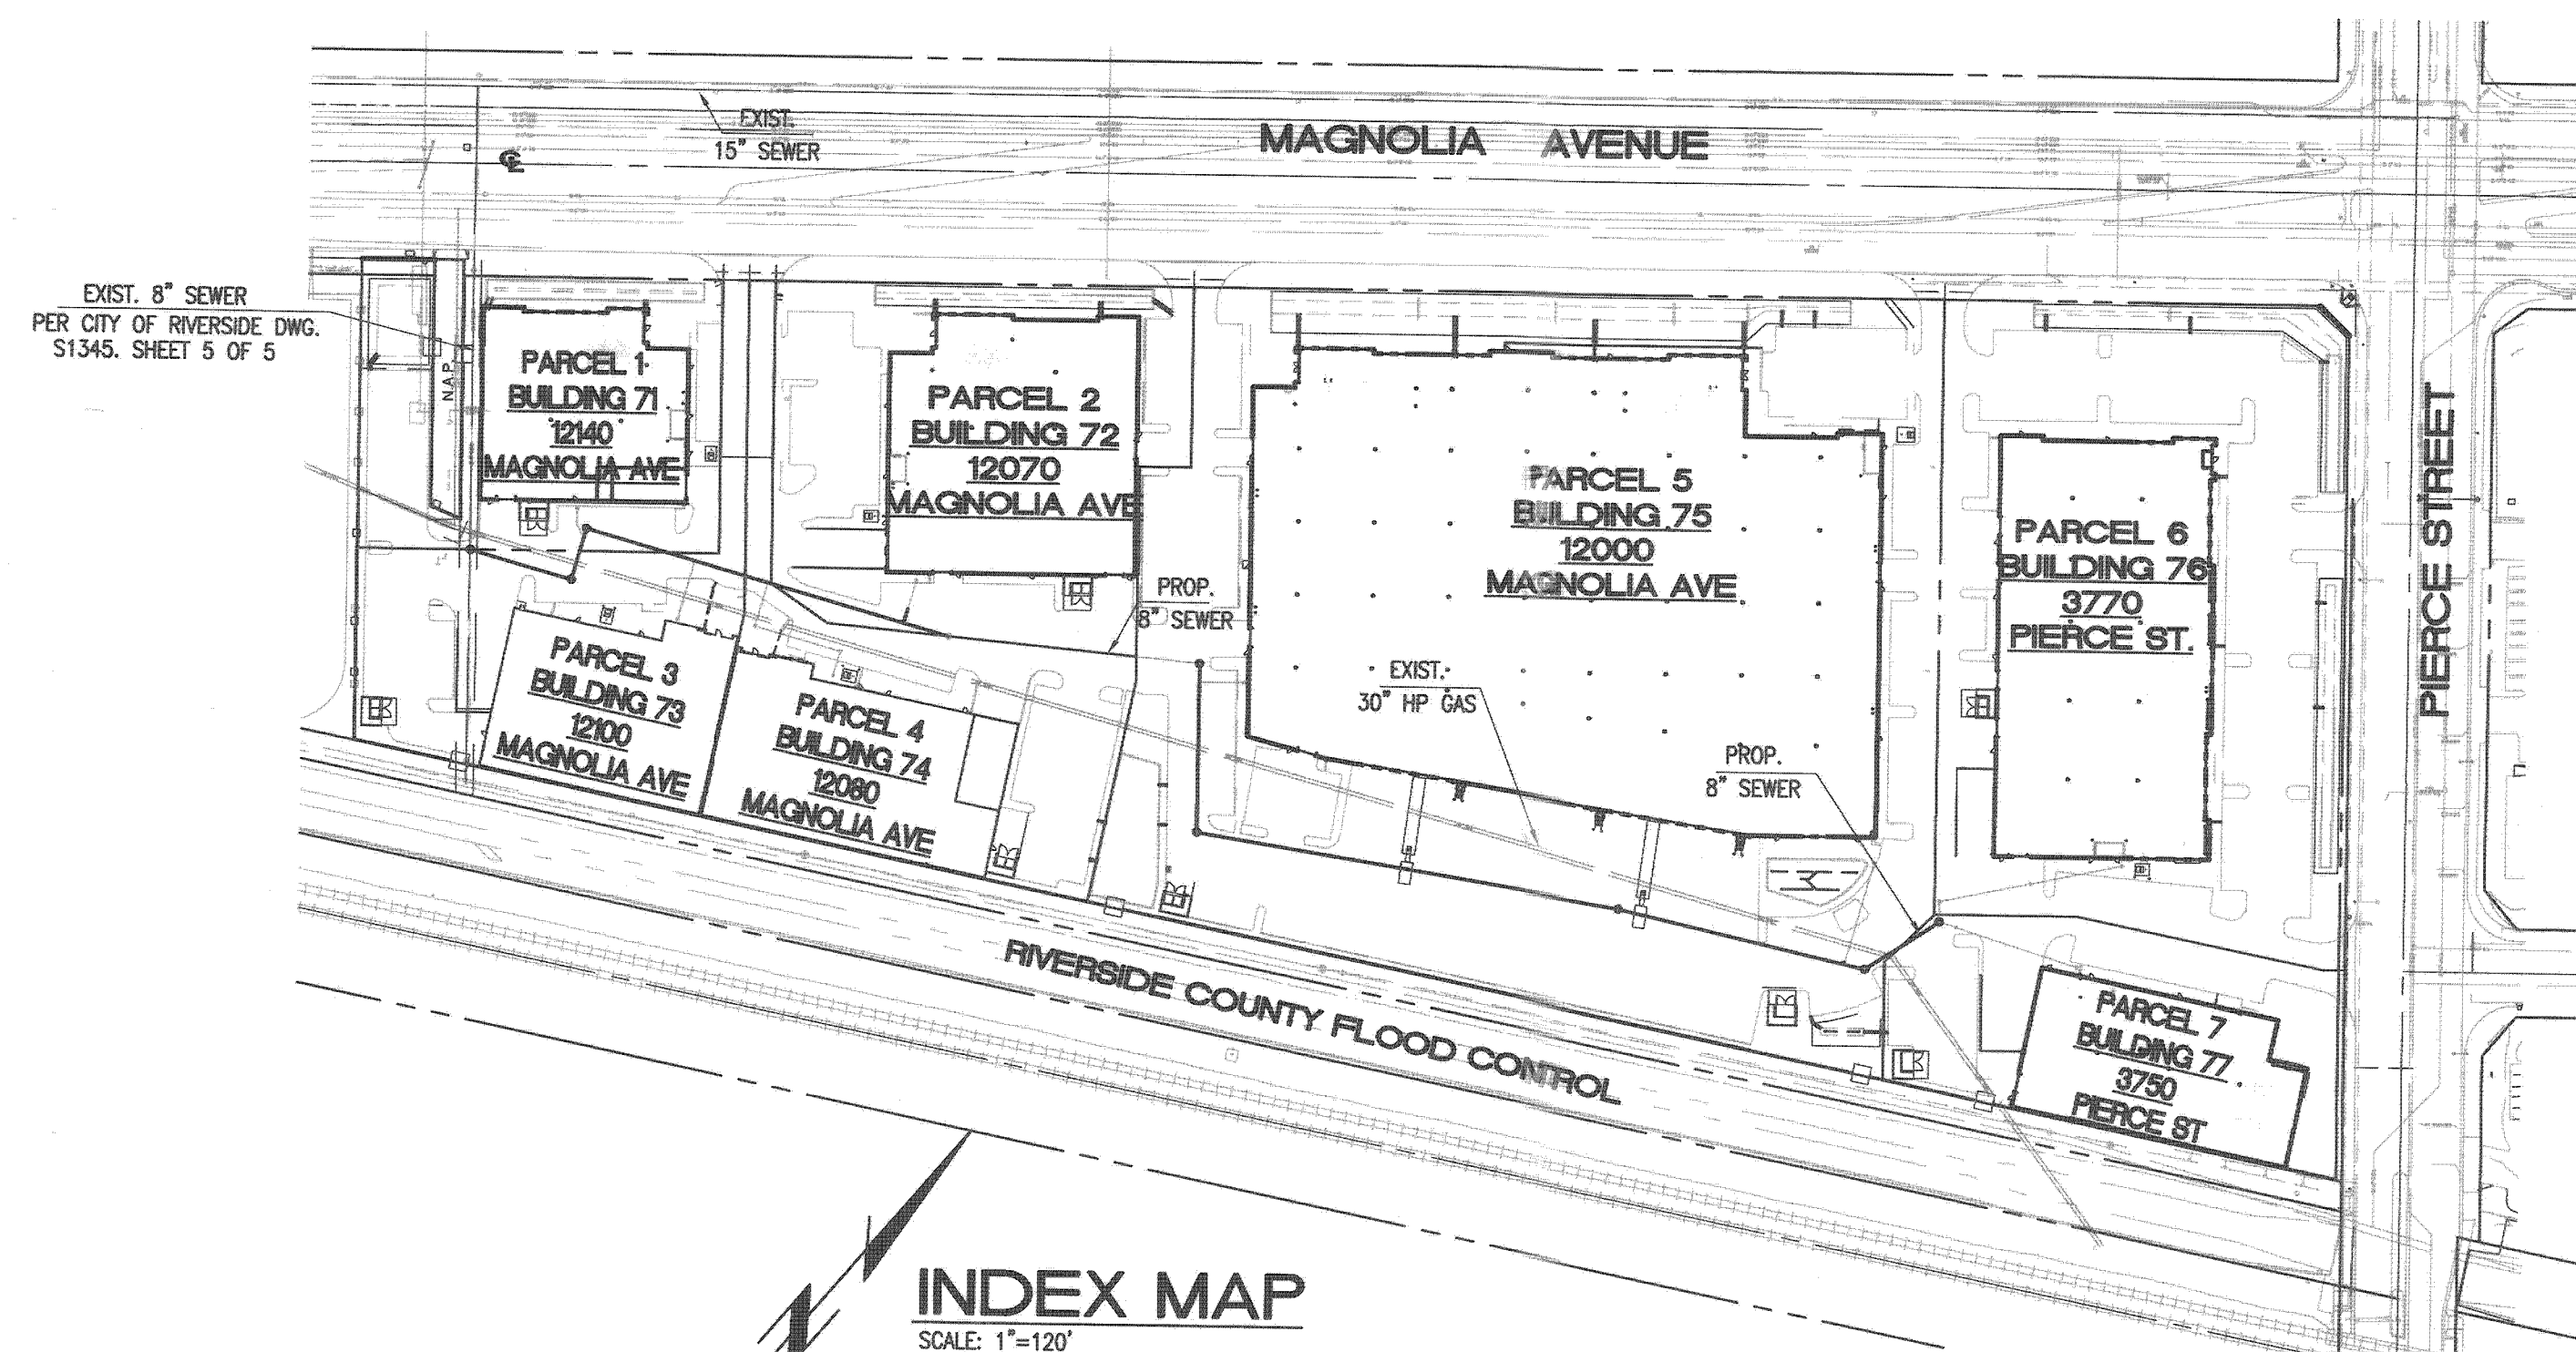 EXIST.
15" SEWER
MAGNOLIA AVENUE
EXIST. 8" SEWER
PER CITY OF RIVERSIDE DWG.
S1345. SHEET 5 OF 5
N.A.P.
PARCEL 1
BUILDING 71
12140
MAGNOLIA AVE
PARCEL 2
BUILDING 72
12070
MAGNOLIA AVE
PARCEL 5
BUILDING 75
12000
MAGNOLIA AVE
PARCEL 6
BUILDING 76
3770
PIERCE ST.
PIERCE STREET
PROP.
8" SEWER
PARCEL 3
BUILDING 73
12100
MAGNOLIA AVE
PARCEL 4
BUILDING 74
12080
MAGNOLIA AVE
EXIST.
30" HP GAS
PROP.
8" SEWER
PARCEL 7
BUILDING 77
3750
PIERCE ST
RIVERSIDE COUNTY FLOOD CONTROL
INDEX MAP
SCALE: 1"=120'